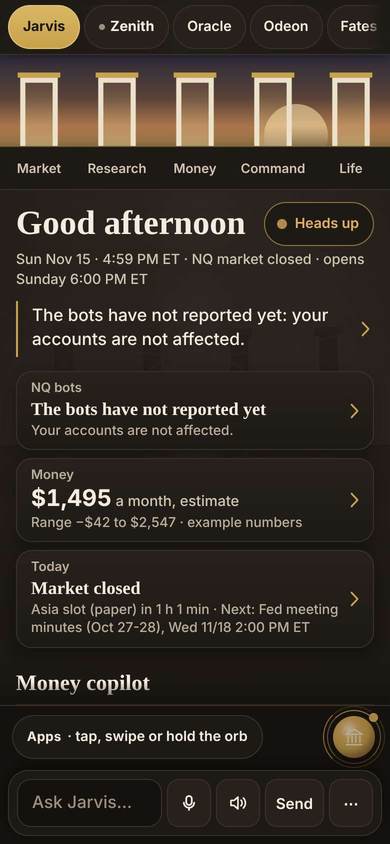 Jarvis
Zenith
Oracle
Odeon
Fates
Market
Research
Money
Command
Life
Good afternoon
Heads up
Sun Nov 15 · 4:59 PM ET · NQ market closed · opens
Sunday 6:00 PM ET
The bots have not reported yet: your
accounts are not affected.
NQ bots
The bots have not reported yet
Your accounts are not affected.
Money
$1,495 a month, estimate
Range −$42 to $2,547 · example numbers
Today
Market closed
Asia slot (paper) in 1 h 1 min · Next: Fed meeting
minutes (Oct 27-28), Wed 11/18 2:00 PM ET
Money copilot
Apps · tap, swipe or hold the orb
Ask Jarvis...
Send
...